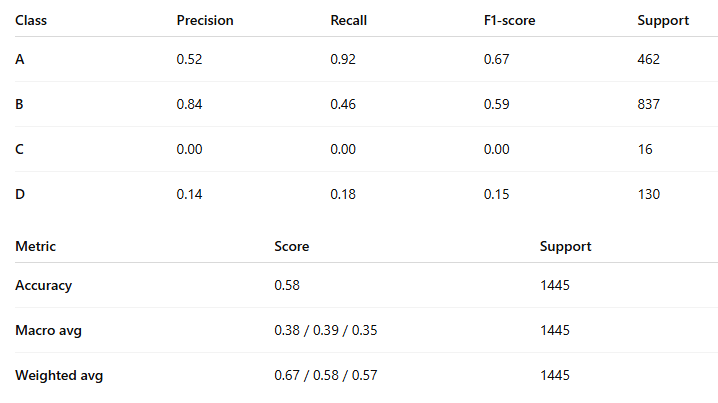 Class Precision Recall F1-score Support
A 0.52 0.92 0.67 462
B 0.84 0.46 0.59 837
C 0.00 0.00 0.00 16
D 0.14 0.18 0.15 130
Metric Score Support
Accuracy 0.58 1445
Macro avg 0.38 / 0.39 / 0.35 1445
Weighted avg 0.67 / 0.58 / 0.57 1445